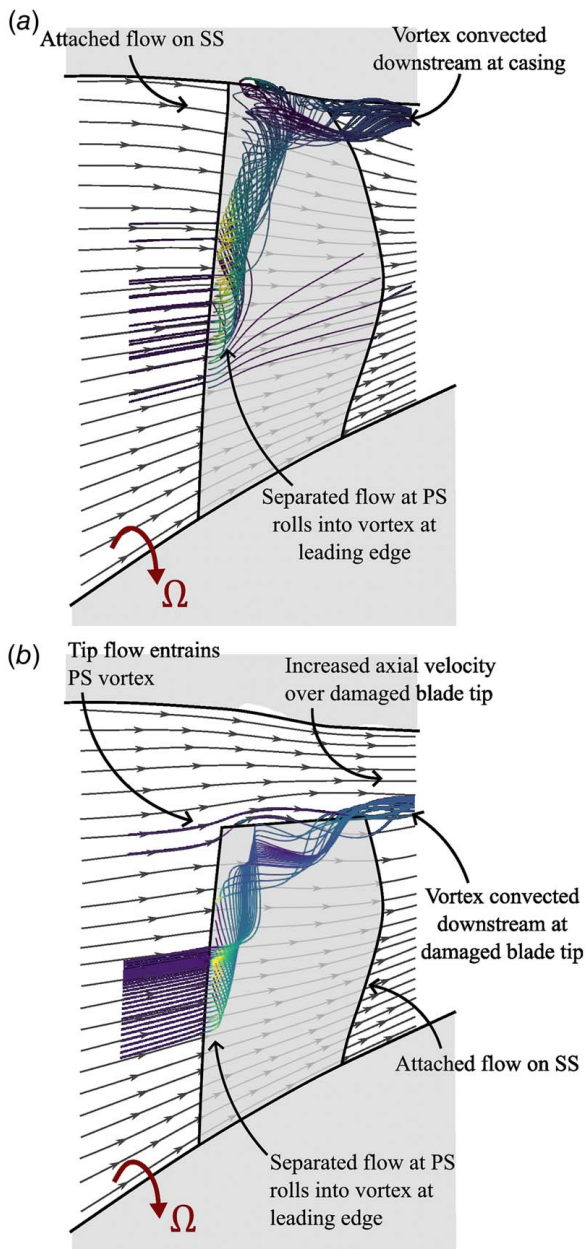 (a)
Attached flow on SS
Vortex convected
downstream at casing
Separated flow at PS
rolls into vortex at
leading edge
Ω
(b)
Tip flow entrains
PS vortex
Increased axial velocity
over damaged blade tip
Vortex convected
downstream at
damaged blade tip
Attached flow on SS
Separated flow at PS
rolls into vortex at
leading edge
Ω